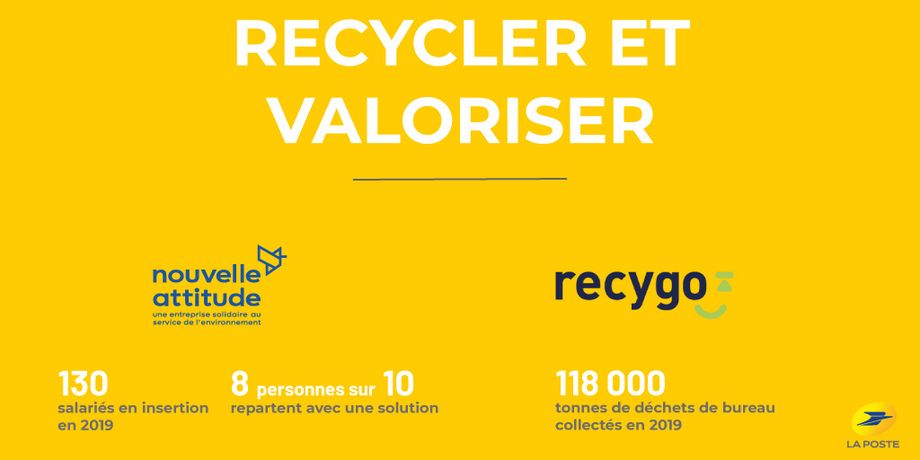 RECYCLER ET
VALORISER
nouvelle
attitude
une entreprise solidaire au
service de l'environnement
recygo
130
salariés en insertion
en 2019
8 personnes sur 10
repartent avec une solution
118 000
tonnes de déchets de bureau
collectés en 2019
LA POSTE